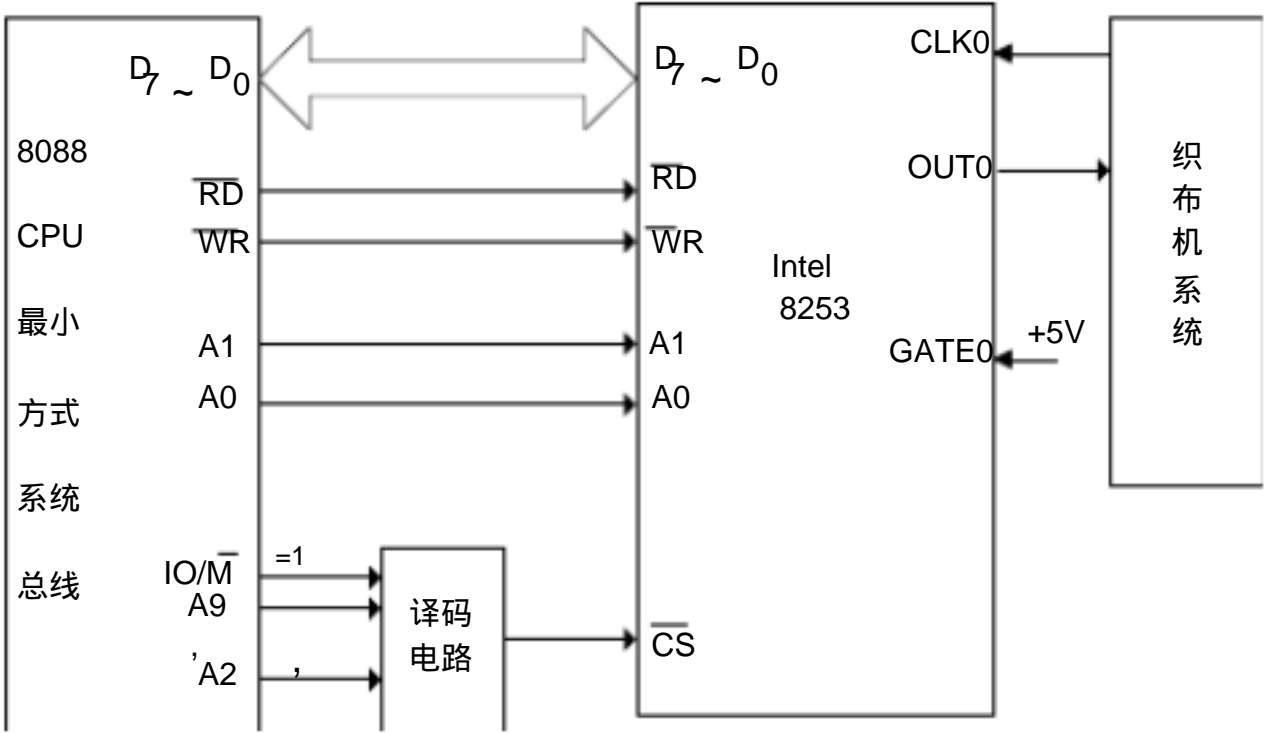 D7 ~ D0
8088
CPU
最小
方式
系统
总线
RD
WR
A1
A0
IO/M
=1
A9
'A2
,
译码
电路
D7 ~ D0
RD
WR
A1
A0
CS
Intel
8253
CLK0
OUT0
GATE0
+5V
织
布
机
系
统